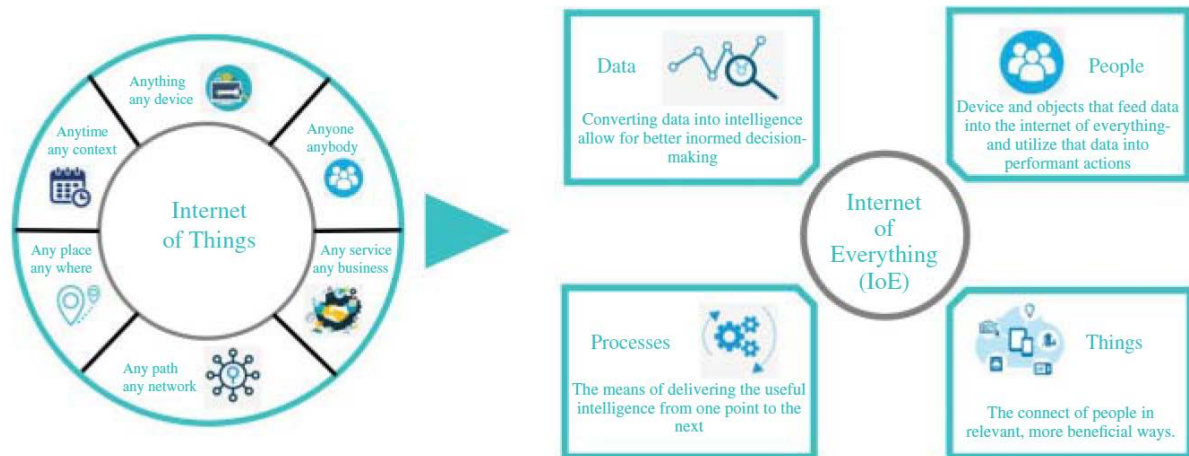 Anything
any device
Anyone
anybody
Any service
any business
Any path
any network
Any place
any where
Anytime
any context
Internet
of Things
Data
Converting data into intelligence
allow for better inormed decision-
making
People
Device and objects that feed data
into the internet of everything-
and utilize that data into
performant actions
Internet
of
Everything
(IoE)
Processes
The means of delivering the useful
intelligence from one point to the
next
Things
The connect of people in
relevant, more beneficial ways.